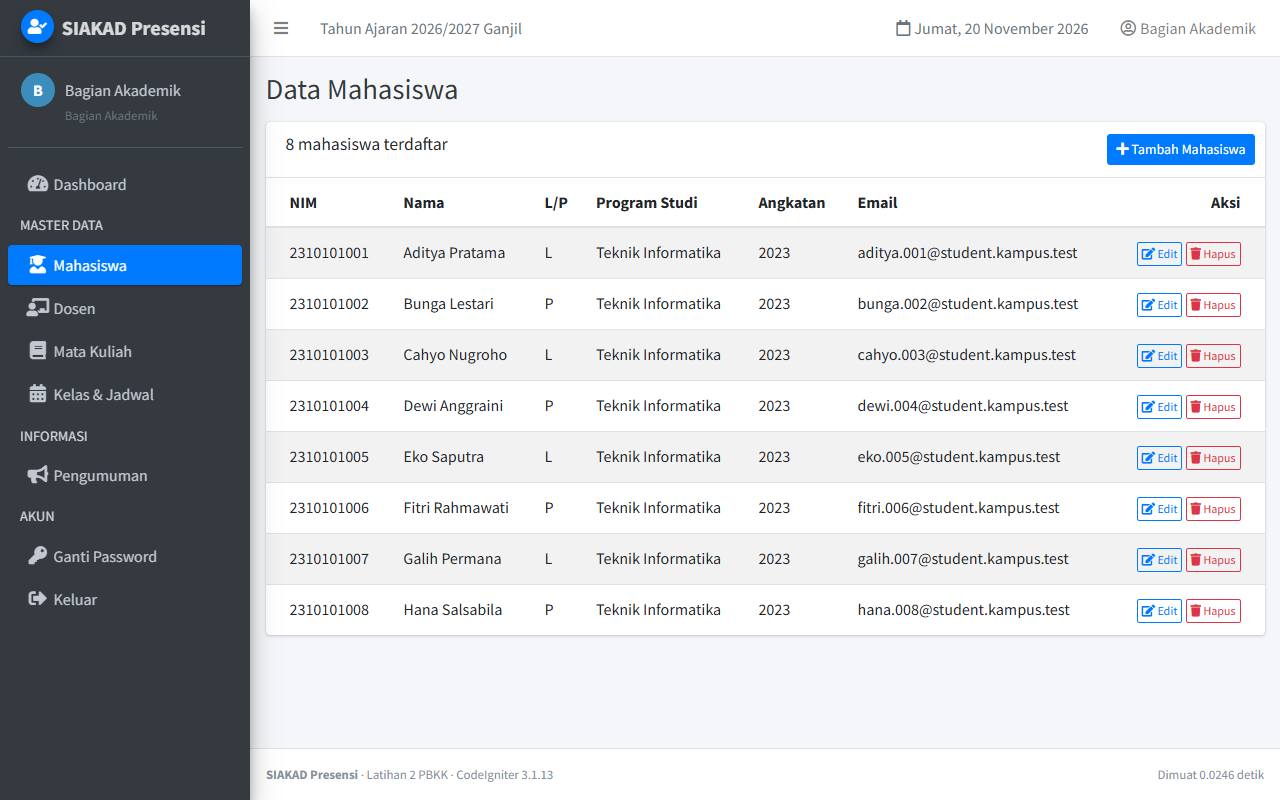 SIAKAD Presensi
Tahun Ajaran 2026/2027 Ganjil
Jumat, 20 November 2026
Bagian Akademik
B
Bagian Akademik
Bagian Akademik
Dashboard
MASTER DATA
Mahasiswa
Dosen
Mata Kuliah
Kelas & Jadwal
INFORMASI
Pengumuman
AKUN
Ganti Password
Keluar
Data Mahasiswa
8 mahasiswa terdaftar
Tambah Mahasiswa
NIM Nama L/P Program Studi Angkatan Email Aksi
2310101001 Aditya Pratama L Teknik Informatika 2023 aditya.001@student.kampus.test Edit Hapus
2310101002 Bunga Lestari P Teknik Informatika 2023 bunga.002@student.kampus.test Edit Hapus
2310101003 Cahyo Nugroho L Teknik Informatika 2023 cahyo.003@student.kampus.test Edit Hapus
2310101004 Dewi Anggraini P Teknik Informatika 2023 dewi.004@student.kampus.test Edit Hapus
2310101005 Eko Saputra L Teknik Informatika 2023 eko.005@student.kampus.test Edit Hapus
2310101006 Fitri Rahmawati P Teknik Informatika 2023 fitri.006@student.kampus.test Edit Hapus
2310101007 Galih Permana L Teknik Informatika 2023 galih.007@student.kampus.test Edit Hapus
2310101008 Hana Salsabila P Teknik Informatika 2023 hana.008@student.kampus.test Edit Hapus
SIAKAD Presensi · Latihan 2 PBKK · CodeIgniter 3.1.13
Dimuat 0.0246 detik